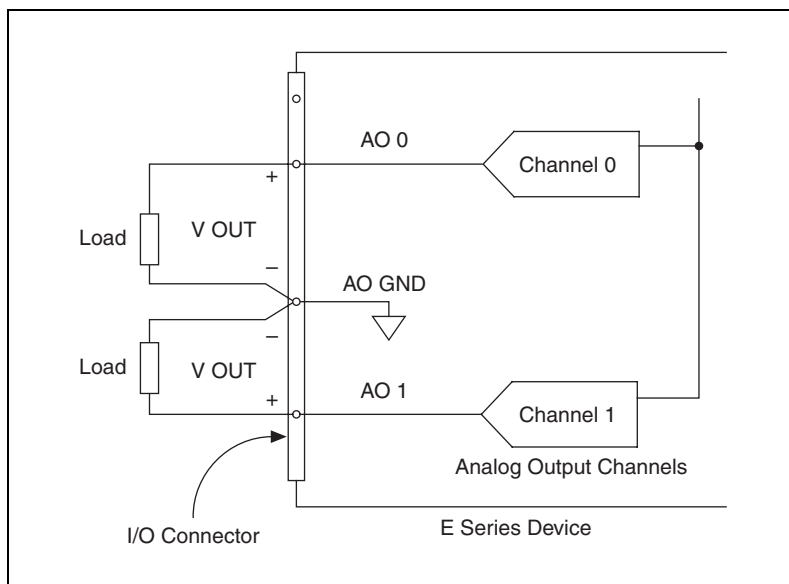 AO 0
Channel 0
+
Load
V OUT
–
AO GND
–
Load
V OUT
+
AO 1
Channel 1
Analog Output Channels
I/O Connector
E Series Device